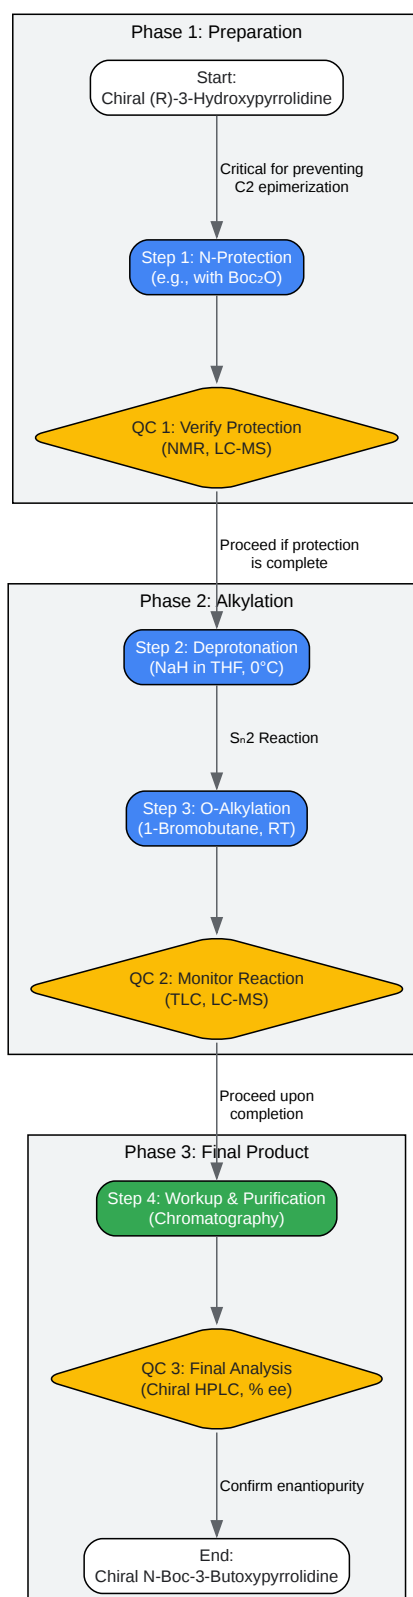 Phase 1: Preparation
Start:
Chiral (R)-3-Hydroxypyrrolidine
Critical for preventing
C2 epimerization
Step 1: N-Protection
(e.g., with Boc₂O)
QC 1: Verify Protection
(NMR, LC-MS)
Proceed if protection
is complete
Phase 2: Alkylation
Step 2: Deprotonation
(NaH in THF, 0°C)
Sₙ2 Reaction
Step 3: O-Alkylation
(1-Bromobutane, RT)
QC 2: Monitor Reaction
(TLC, LC-MS)
Proceed upon
completion
Phase 3: Final Product
Step 4: Workup & Purification
(Chromatography)
QC 3: Final Analysis
(Chiral HPLC, % ee)
Confirm enantiopurity
End:
Chiral N-Boc-3-Butoxypyrrolidine